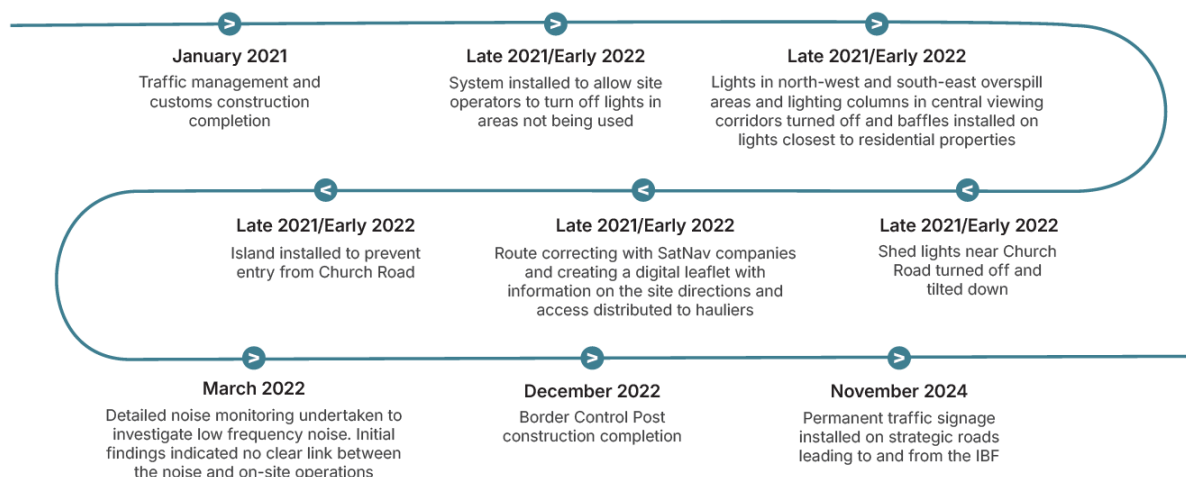 January 2021
Traffic management and
customs construction
completion
Late 2021/Early 2022
System installed to allow site
operators to turn off lights in
areas not being used
Late 2021/Early 2022
Lights in north-west and south-east overspill
areas and lighting columns in central viewing
corridors turned off and baffles installed on
lights closest to residential properties
Late 2021/Early 2022
Shed lights near Church
Road turned off and
tilted down
Late 2021/Early 2022
Route correcting with SatNav companies
and creating a digital leaflet with
information on the site directions and
access distributed to hauliers
Late 2021/Early 2022
Island installed to prevent
entry from Church Road
March 2022
Detailed noise monitoring undertaken to
investigate low frequency noise. Initial
findings indicated no clear link between
the noise and on-site operations
December 2022
Border Control Post
construction completion
November 2024
Permanent traffic signage
installed on strategic roads
leading to and from the IBF